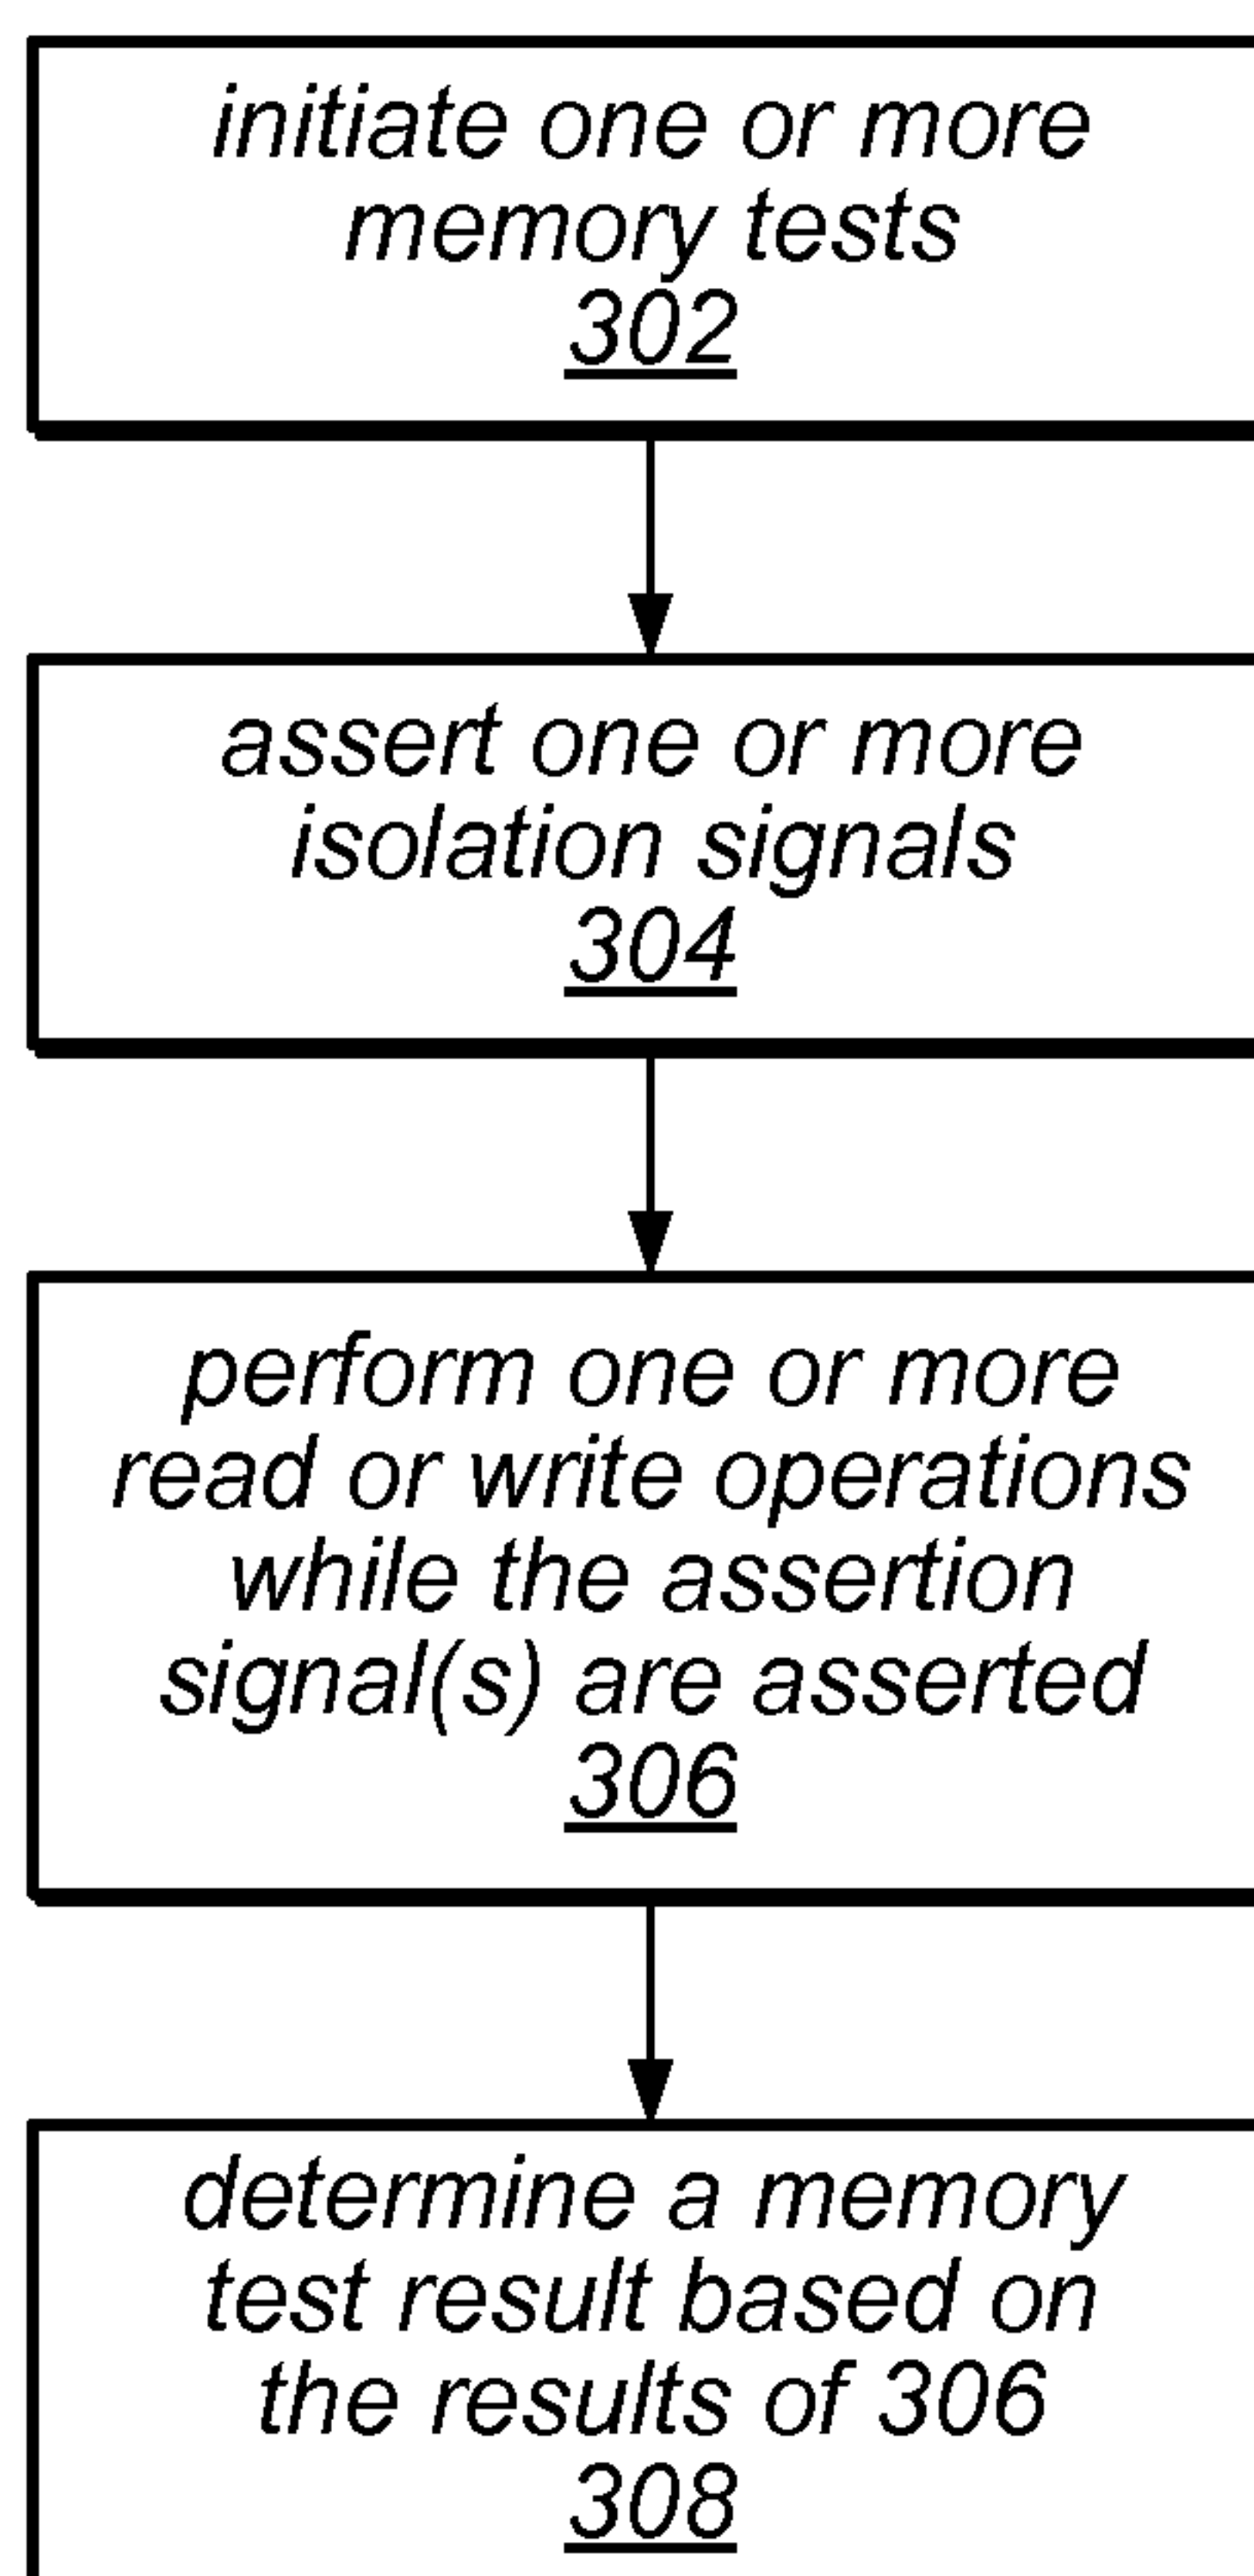 initiate one or more
memory tests
302
assert one or more
isolation signals
304
perform one or more
read or write operations
while the assertion
signal(s) are asserted
306
determine a memory
test result based on
the results of 306
308